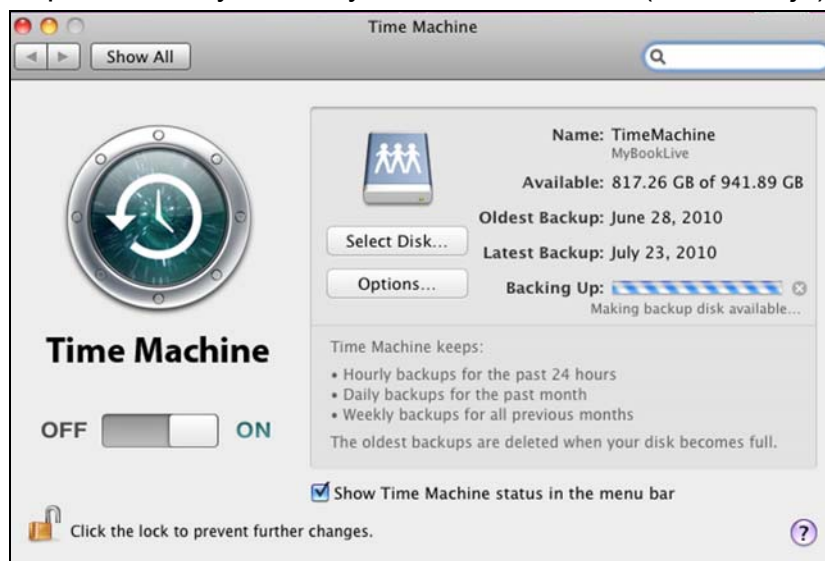 Time Machine
Show All
Name: TimeMachine
MyBookLive
Available: 817.26 GB of 941.89 GB
Oldest Backup: June 28, 2010
Select Disk...
Latest Backup: July 23, 2010
Options...
Backing Up:
Making backup disk available...
Time Machine
Time Machine keeps:
• Hourly backups for the past 24 hours
• Daily backups for the past month
• Weekly backups for all previous months
The oldest backups are deleted when your disk becomes full.
OFF ON
Show Time Machine status in the menu bar
Click the lock to prevent further changes.
?